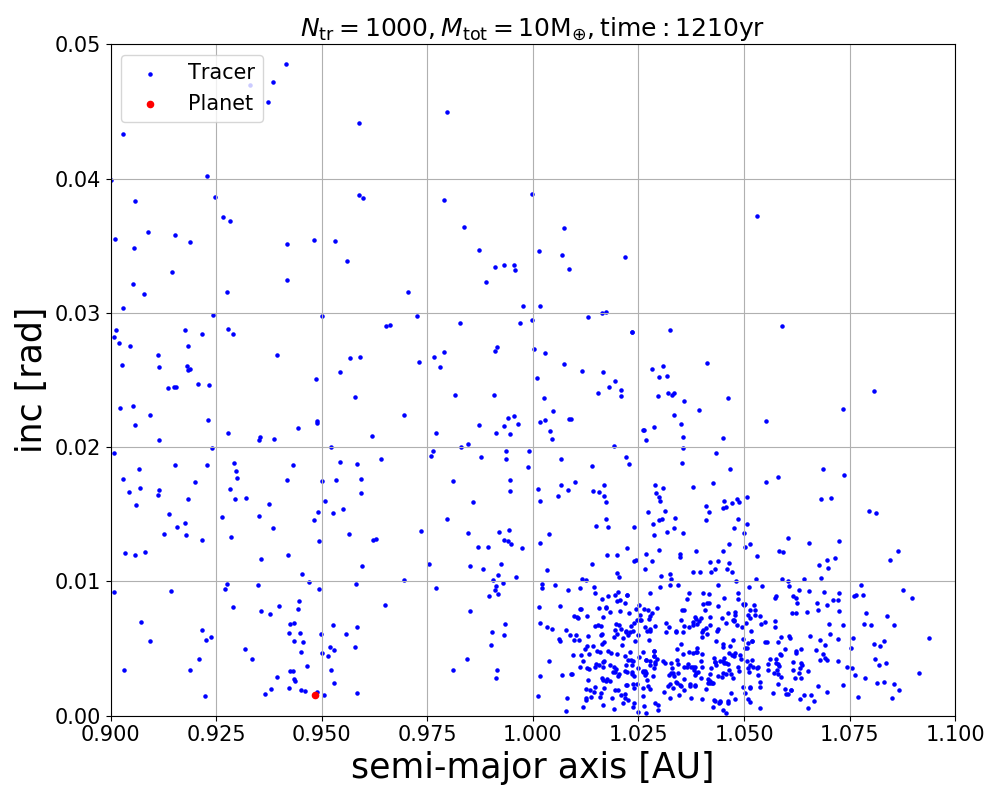 N_tr = 1000, M_tot = 10M_⊕, time : 1210yr
Tracer
Planet
inc [rad]
0.05
0.04
0.03
0.02
0.01
0.00
0.900 0.925 0.950 0.975 1.000 1.025 1.050 1.075 1.100
semi-major axis [AU]